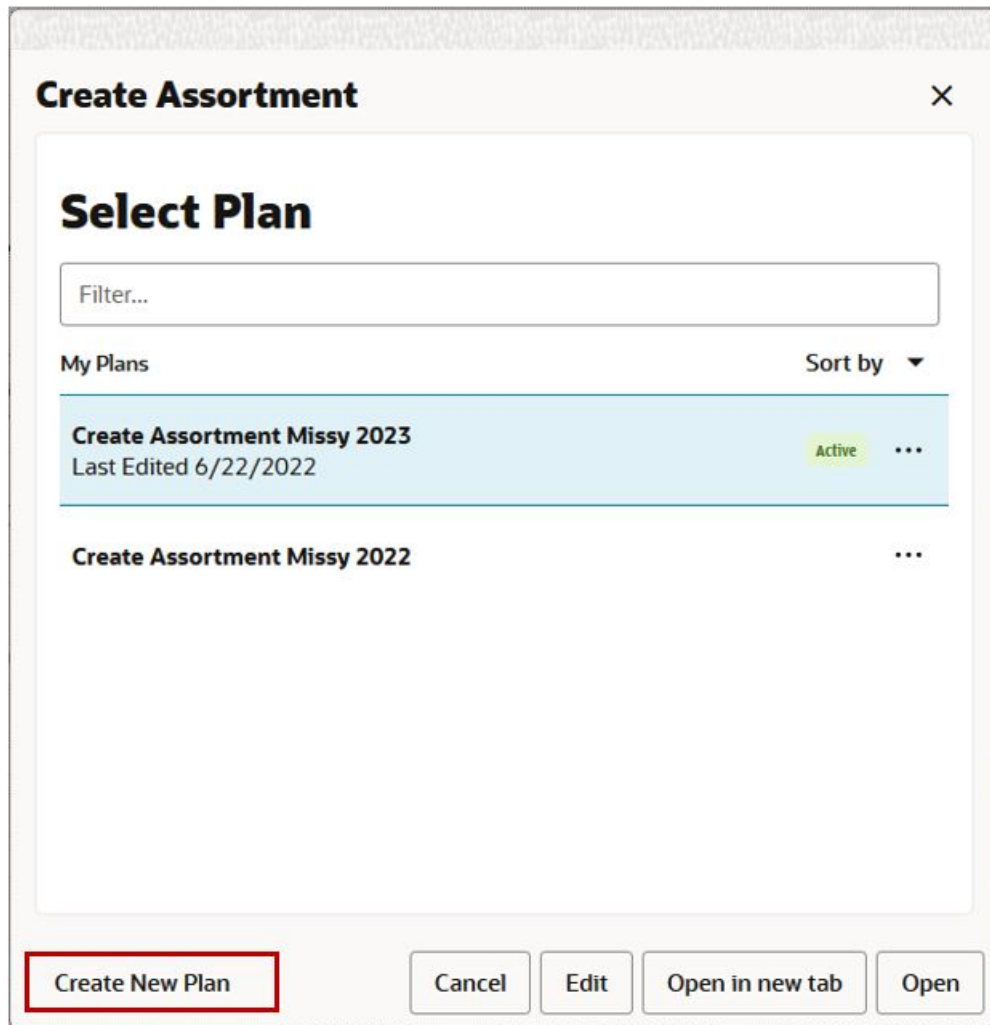 Create Assortment
Select Plan
Filter...
My Plans Sort by
Create Assortment Missy 2023
Last Edited 6/22/2022
Active
Create Assortment Missy 2022
Create New Plan Cancel Edit Open in new tab Open